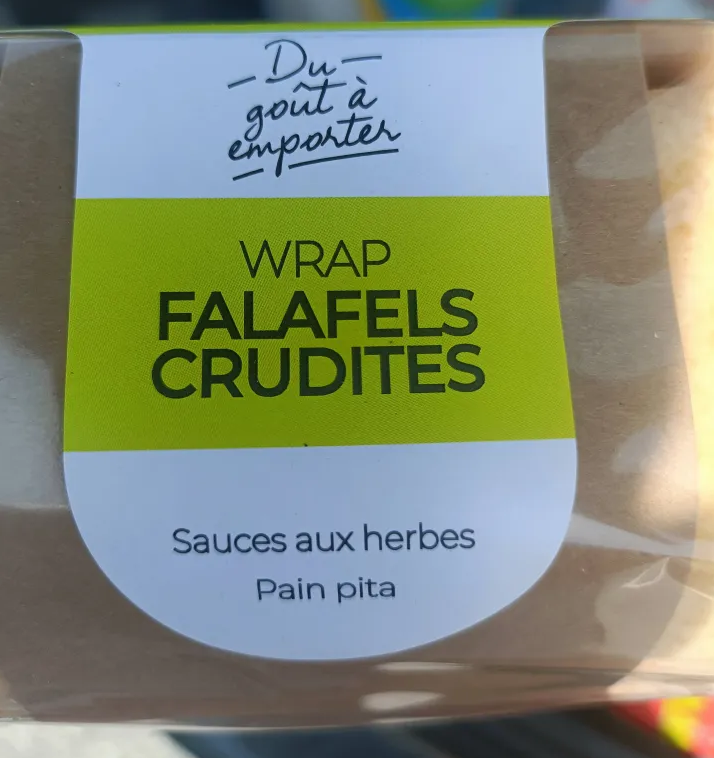 Du
goût à
emporter
WRAP
FALAFELS
CRUDITES
Sauces aux herbes
Pain pita